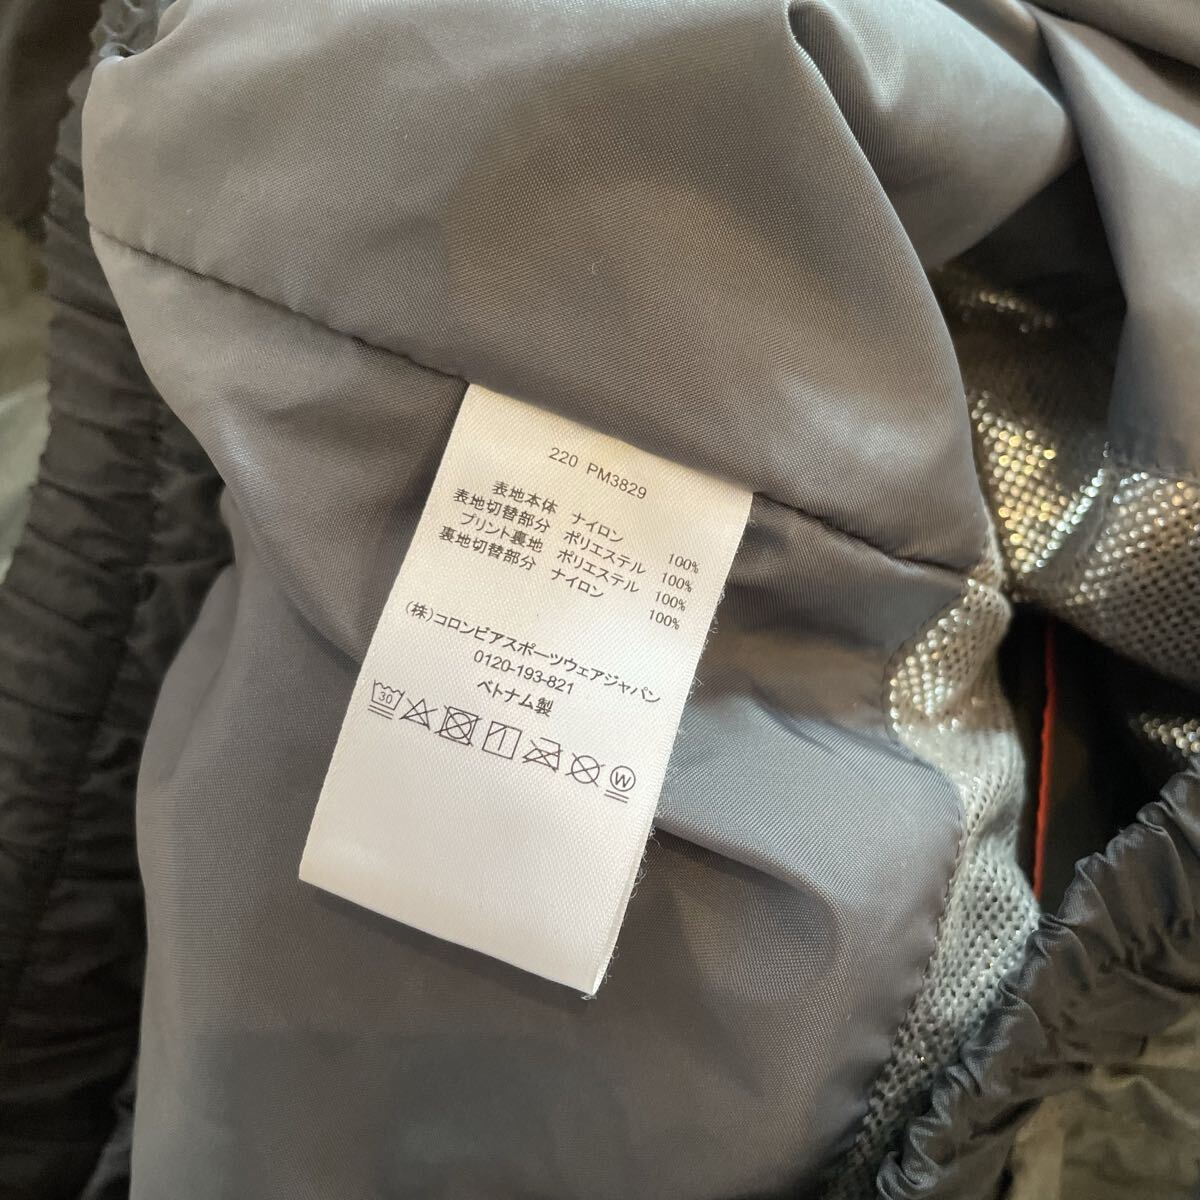 220 PM3829
表地本体 ナイロン 100%
表地切替部分 ポリエステル 100%
プリント裏地 ポリエステル 100%
裏地切替部分 ナイロン 100%
(株)コロンビアスポーツウェアジャパン
0120-193-821
ベトナム製
30 W